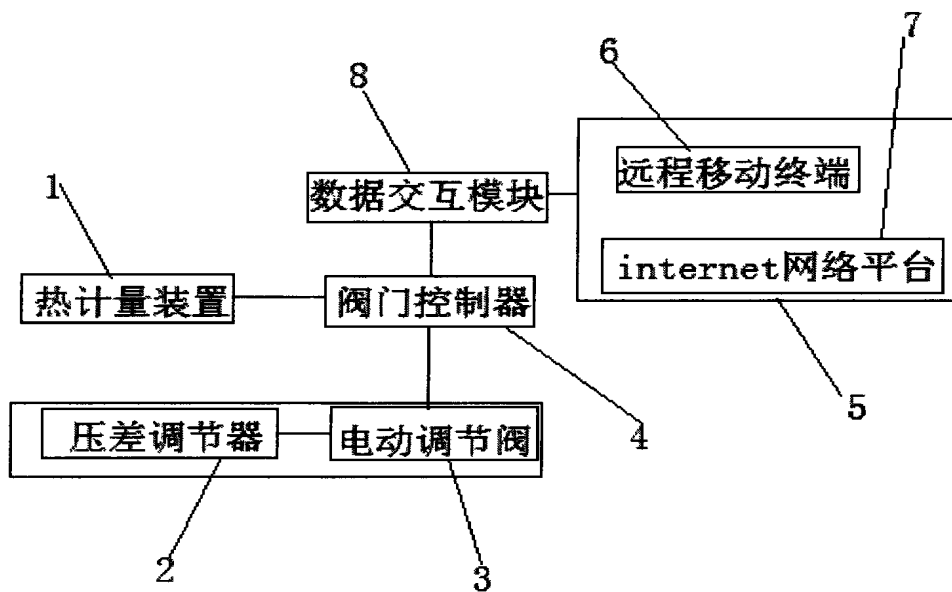 7
6
8
远程移动终端
1
数据交互模块
internet网络平台
热计量装置
阀门控制器
5
压差调节器
电动调节阀
4
2
3